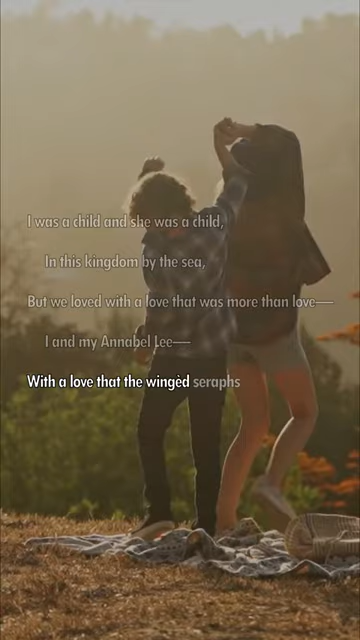 I was a child and she was a child,
In this kingdom by the sea,
But we loved with a love that was more than love—
I and my Annabel Lee—
With a love that the wingèd seraphs